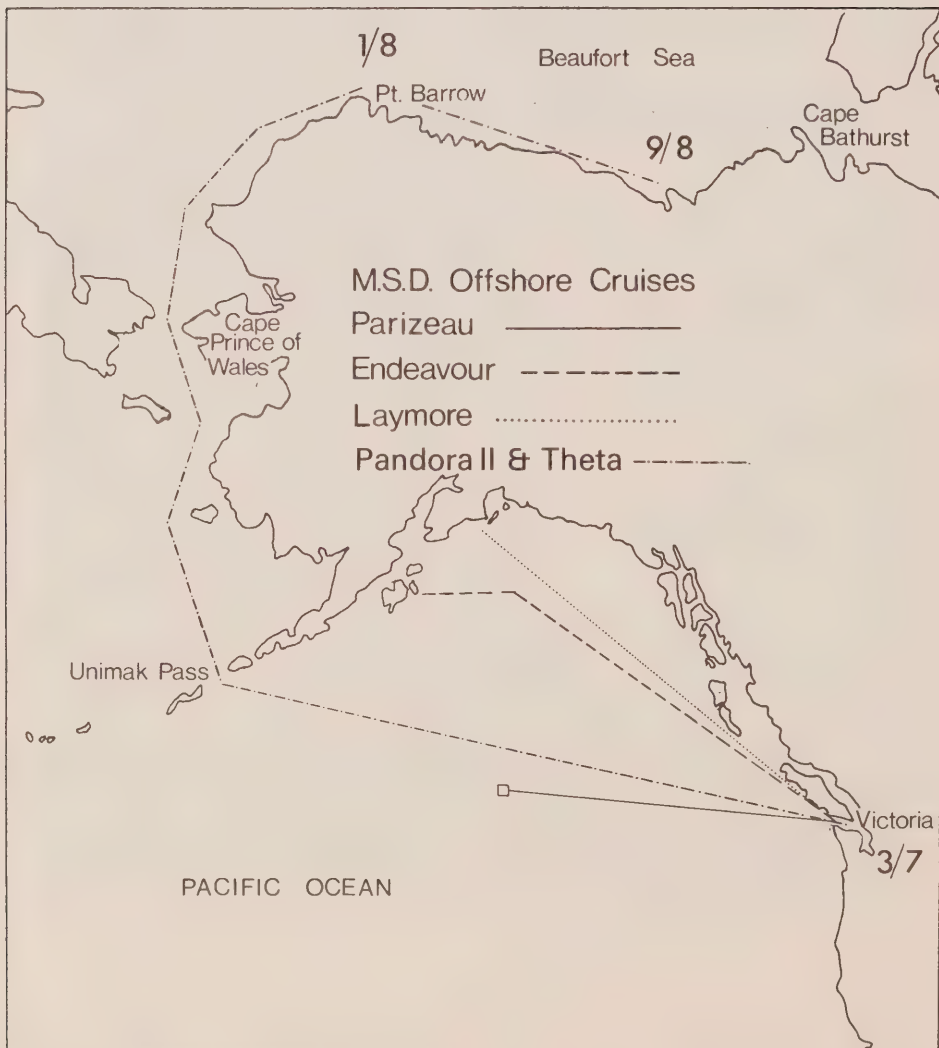 1/8
Beaufort Sea
Pt. Barrow
Cape
Bathurst
9/8
M.S.D. Offshore Cruises
Parizeau
Endeavour
Laymore
Pandora II & Theta
Cape
Prince of
Wales
Unimak Pass
Victoria
3/7
PACIFIC OCEAN